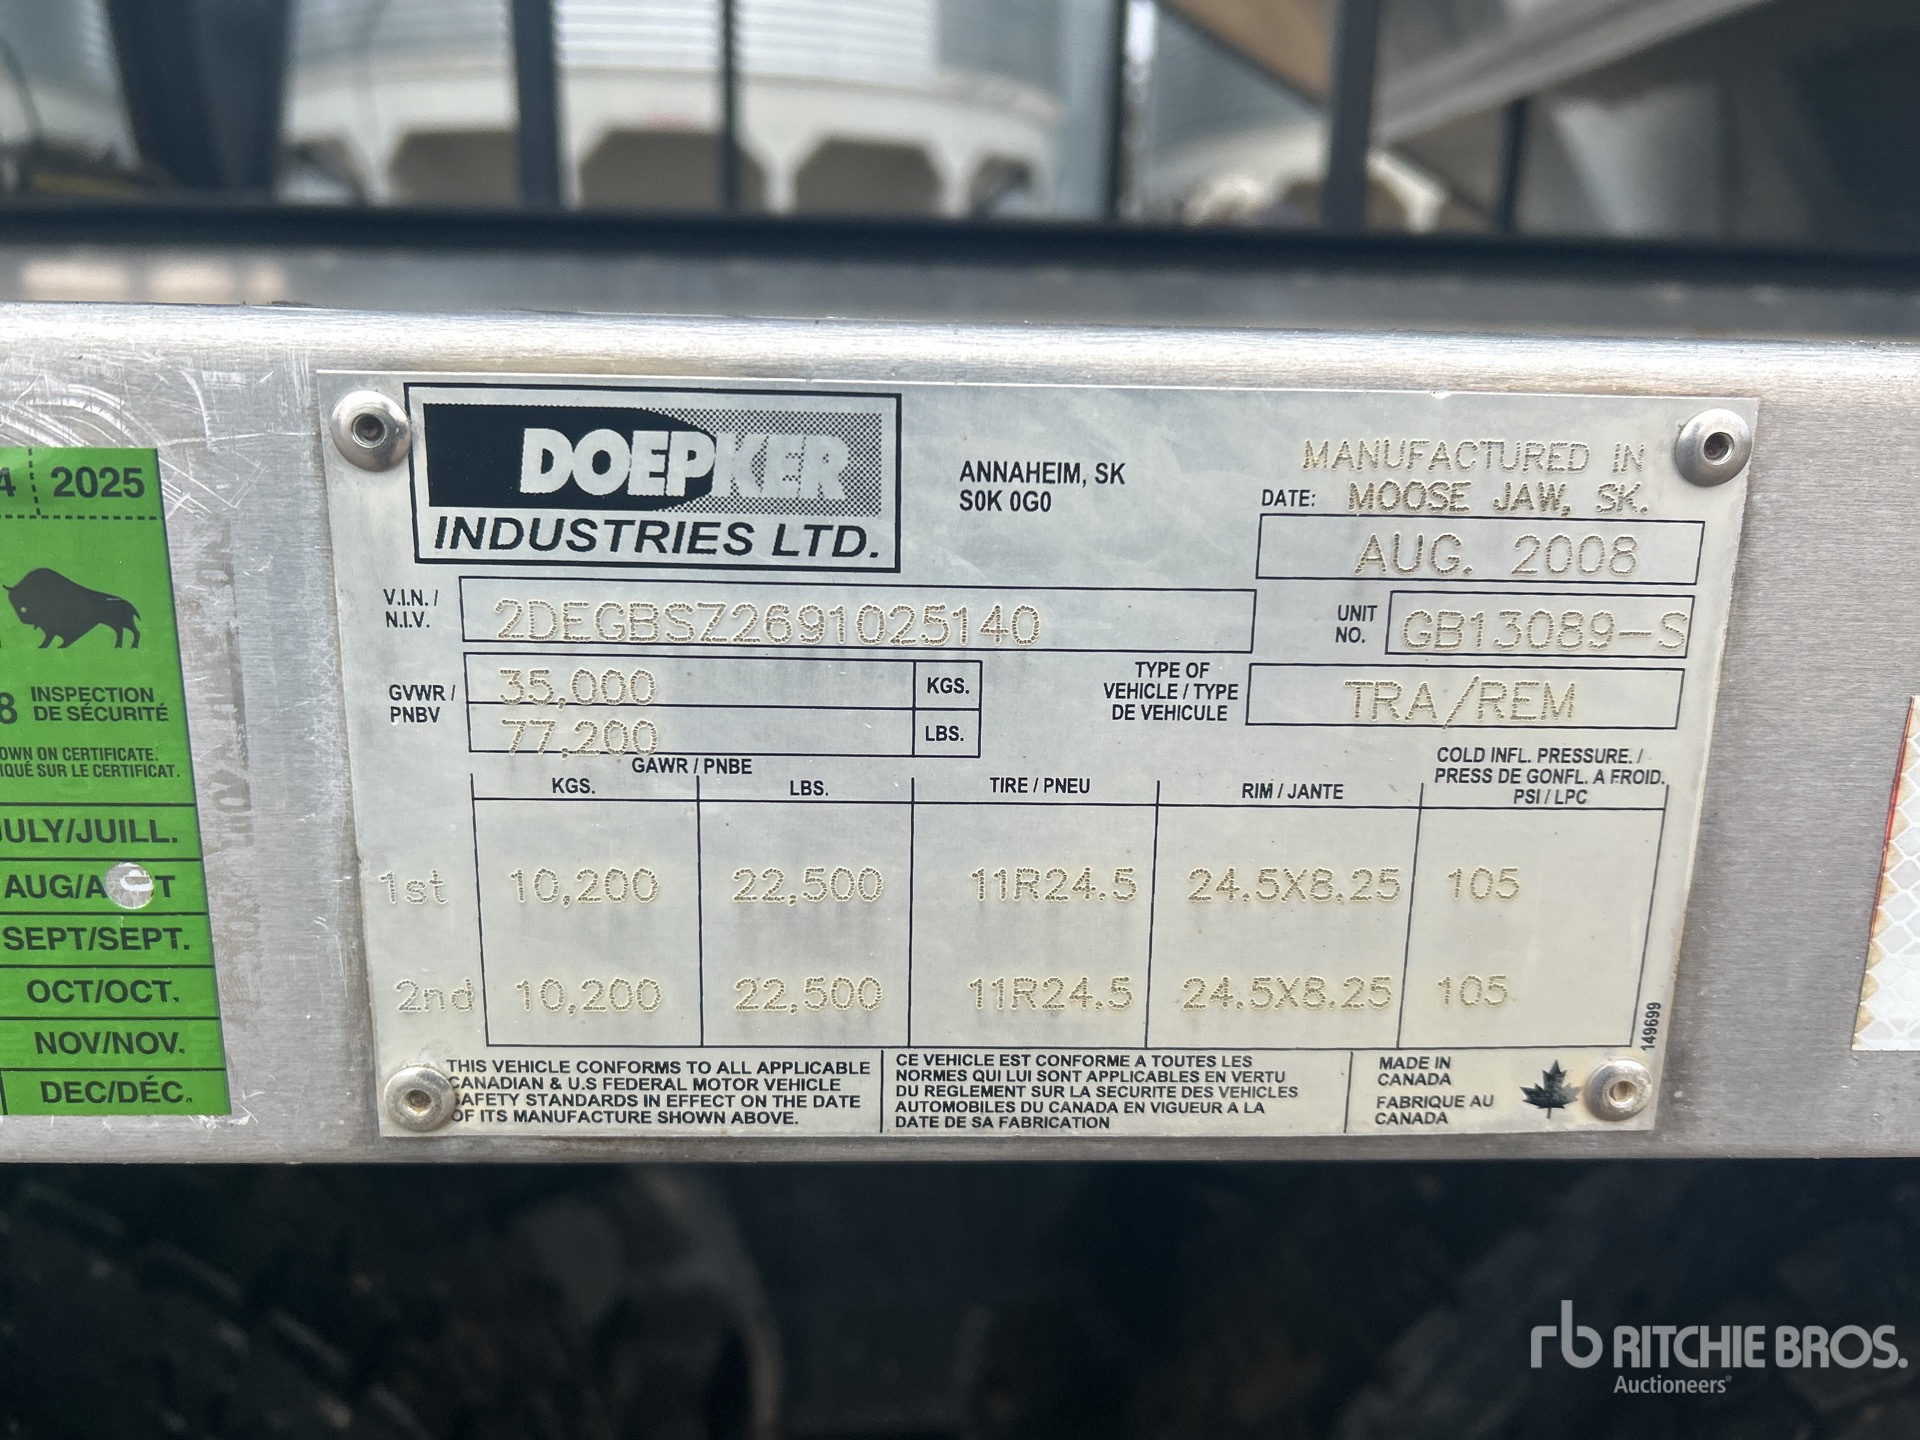 4 2025
8 INSPECTION
DE SÉCURITÉ
OWN ON CERTIFICATE.
IQUÉ SUR LE CERTIFICAT.
JULY/JUILL.
AUG/A T
SEPT/SEPT.
OCT/OCT.
NOV/NOV.
DEC/DÉC.
DOEPKER
INDUSTRIES LTD.
ANNAHEIM, SK
S0K 0G0
MANUFACTURED IN
DATE: MOOSE JAW, SK.
AUG. 2008
V.I.N. /
N.I.V.
2DEGBSZ2691025140
UNIT
NO.
GB13089-S
GVWR /
PNBV
35,000 KGS.
77,200 LBS.
TYPE OF
VEHICLE / TYPE
DE VEHICULE
TRA/REM
GAWR / PNBE
KGS. LBS. TIRE / PNEU RIM / JANTE
COLD INFL. PRESSURE. /
PRESS DE GONFL. A FROID.
PSI / LPC
1st 10,200 22,500 11R24.5 24.5X8.25 105
2nd 10,200 22,500 11R24.5 24.5X8.25 105
149699
THIS VEHICLE CONFORMS TO ALL APPLICABLE
CANADIAN & U.S FEDERAL MOTOR VEHICLE
SAFETY STANDARDS IN EFFECT ON THE DATE
OF ITS MANUFACTURE SHOWN ABOVE.
CE VEHICLE EST CONFORME A TOUTES LES
NORMES QUI LUI SONT APPLICABLES EN VERTU
DU REGLEMENT SUR LA SECURITE DES VEHICLES
AUTOMOBILES DU CANADA EN VIGUEUR A LA
DATE DE SA FABRICATION
MADE IN
CANADA
FABRIQUE AU
CANADA
rb RITCHIE BROS.
Auctioneers